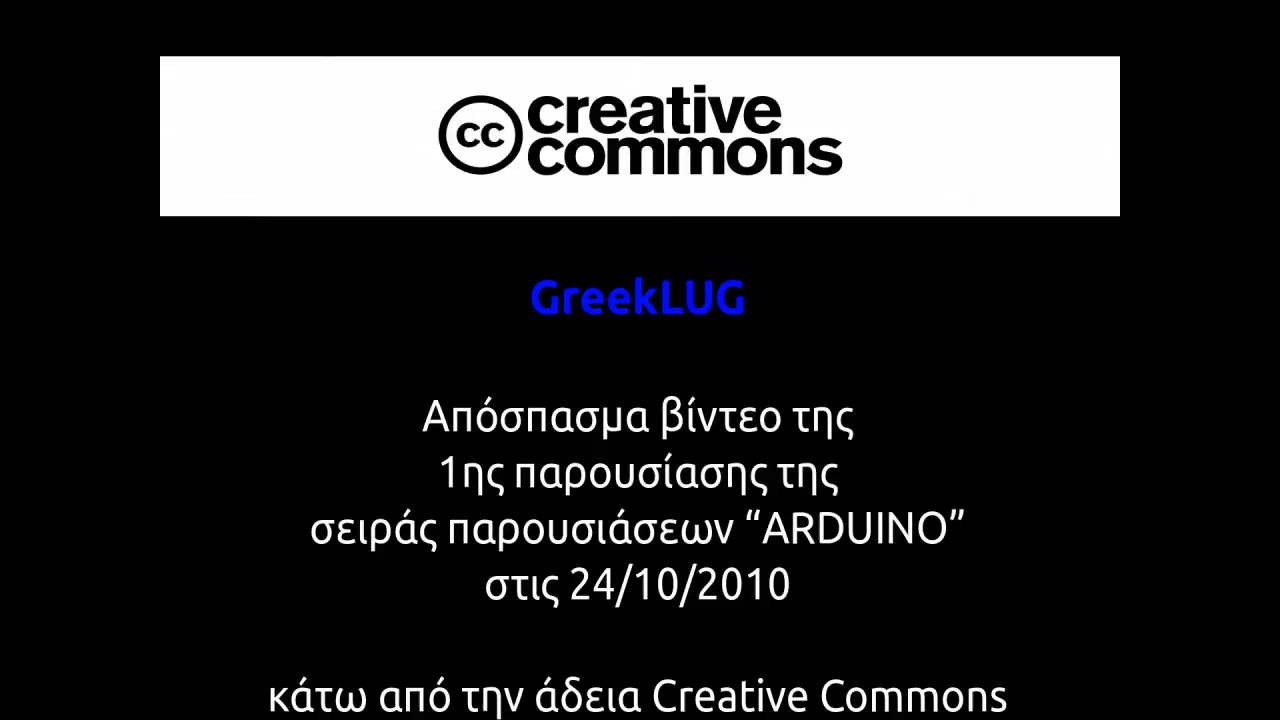 cc creative
commons
GreekLUG
Απόσπασμα βίντεο της
1ης παρουσίασης της
σειράς παρουσιάσεων “ARDUINO”
στις 24/10/2010
κάτω από την άδεια Creative Commons